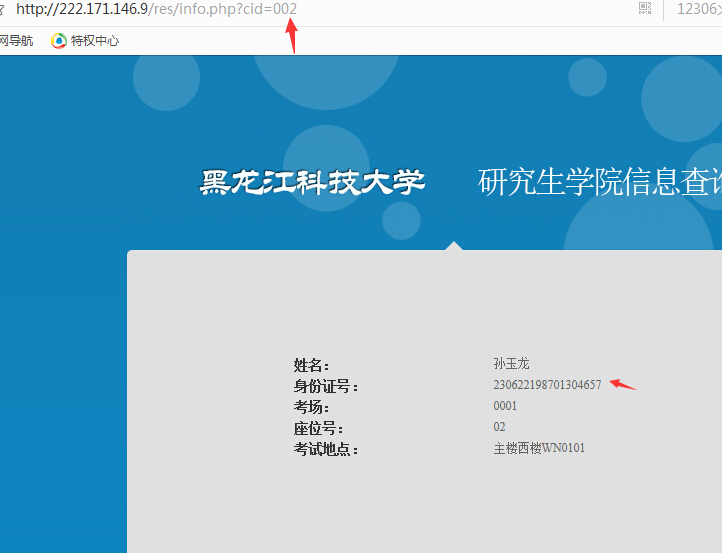 http://222.171.146.9/res/info.php?cid=002
12306
网导航 特权中心
黑龙江科技大学 研究生学院信息查询
姓名： 孙玉龙
身份证号： 230622198701304657
考场： 0001
座位号： 02
考试地点： 主楼西楼WN0101